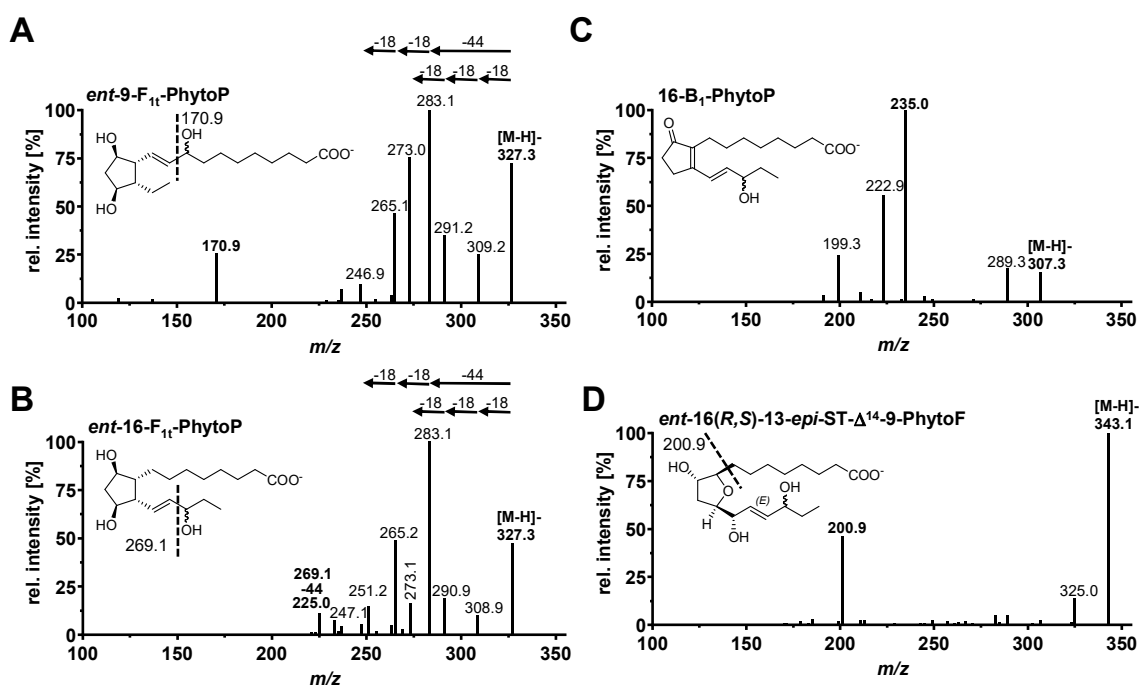 A
-18 -18 -44
-18 -18 -18
ent-9-F1t-PhytoP
rel. intensity [%]
100
75
50
25
0
HO
HO
OH
170.9
COO-
170.9
246.9
265.1
273.0
283.1
291.2
309.2
[M-H]-
327.3
100 150 200 250 300 350
m/z
B
-18 -18 -44
-18 -18 -18
ent-16-F1t-PhytoP
rel. intensity [%]
100
75
50
25
0
HO
HO
OH
COO-
269.1
269.1
-44
225.0
247.1
251.2
265.2
273.1
283.1
290.9
308.9
[M-H]-
327.3
100 150 200 250 300 350
m/z
C
16-B1-PhytoP
rel. intensity [%]
100
75
50
25
0
O
OH
COO-
199.3
222.9
235.0
289.3
[M-H]-
307.3
100 150 200 250 300 350
m/z
D
ent-16(R,S)-13-epi-ST-Δ14-9-PhytoF
rel. intensity [%]
100
75
50
25
0
200.9
HO
O
H
OH
(E)
OH
COO-
200.9
325.0
[M-H]-
343.1
100 150 200 250 300 350
m/z